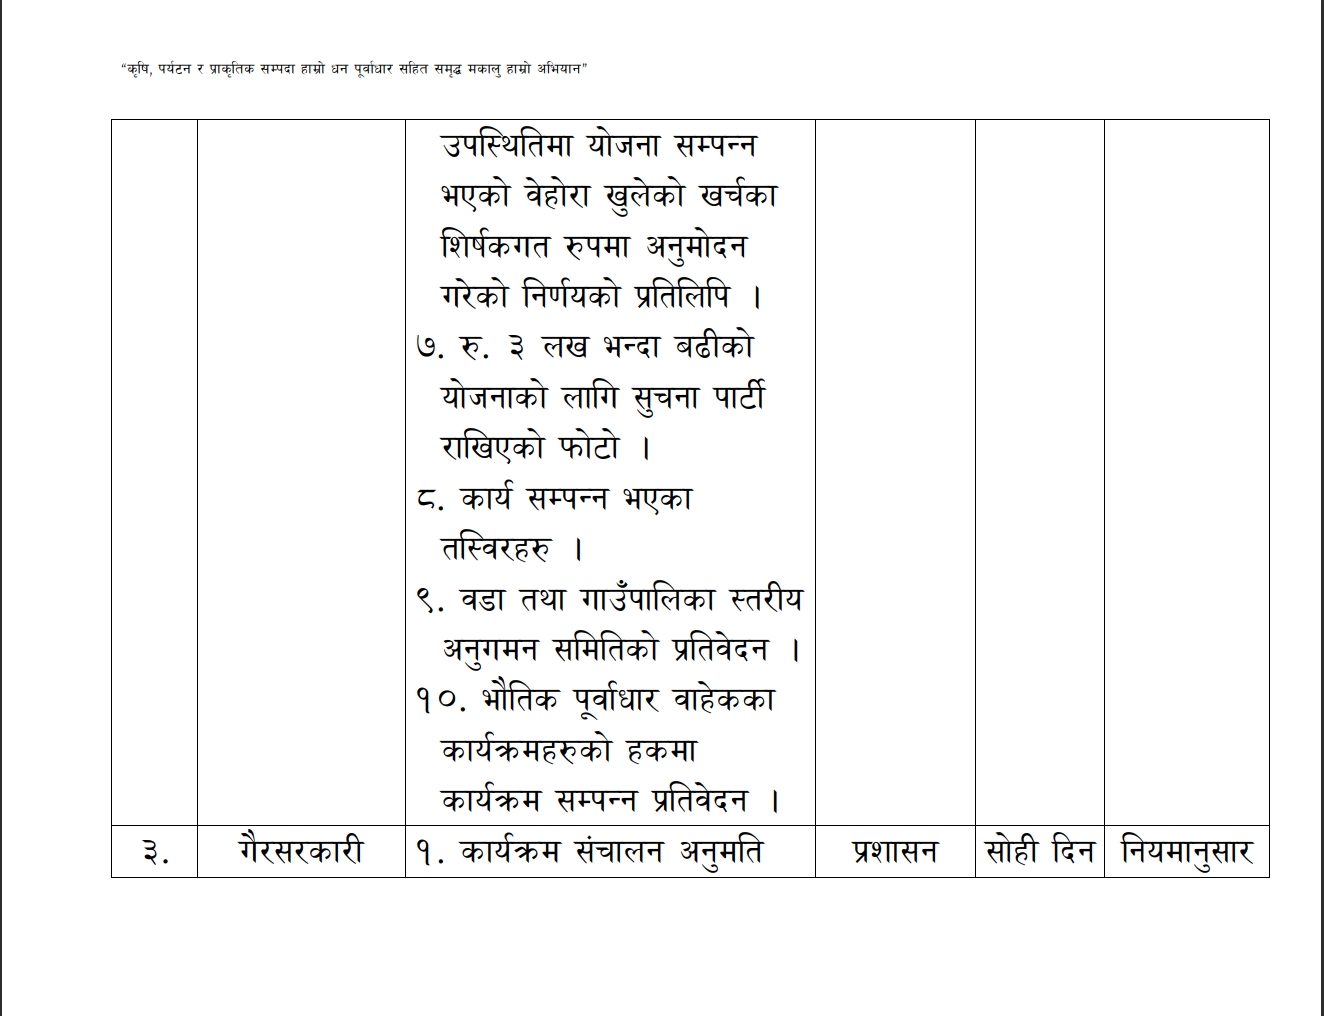 “कृषि, पर्यटन र प्राकृतिक सम्पदा हाम्रो धन पूर्वाधार सहित समृद्ध मकालु हाम्रो अभियान”
उपस्थितिमा योजना सम्पन्न
भएको वेहोरा खुलेको खर्चका
शिर्षकगत रुपमा अनुमोदन
गरेको निर्णयको प्रतिलिपि ।
७. रु. ३ लख भन्दा बढीको
योजनाको लागि सुचना पार्टी
राखिएको फोटो ।
८. कार्य सम्पन्न भएका
तस्विरहरु ।
९. वडा तथा गाउँपालिका स्तरीय
अनुगमन समितिको प्रतिवेदन ।
१०. भौतिक पूर्वाधार वाहेकका
कार्यक्रमहरुको हकमा
कार्यक्रम सम्पन्न प्रतिवेदन ।
३. गैरसरकारी १. कार्यक्रम संचालन अनुमति प्रशासन सोही दिन नियमानुसार